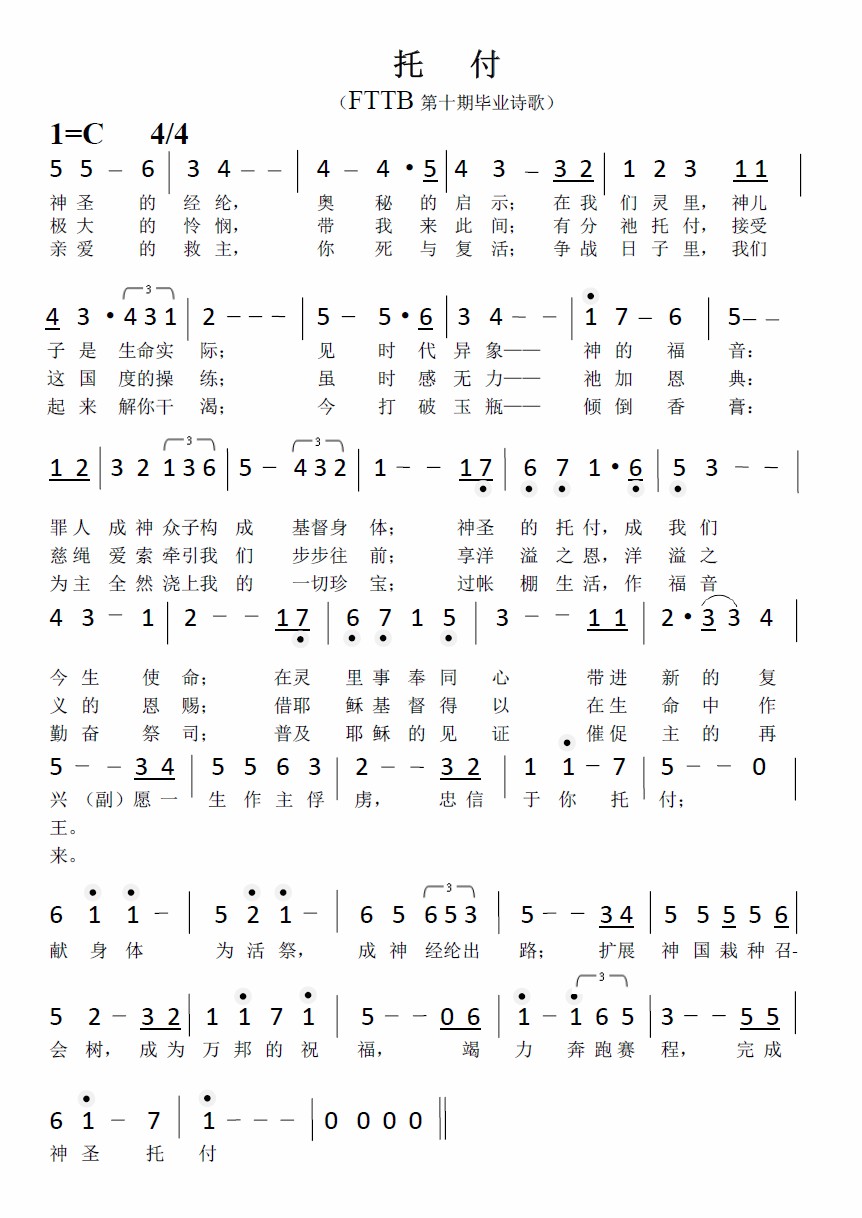 托 付
（FTTB 第十期毕业诗歌）
1=C 4/4
5 5 – 6 | 3 4 – – | 4 – 4 · 5 | 4 3 – 3 2 | 1 2 3 1 1 |
神圣 的 经纶， 奥 秘 的 启 示； 在我 们 灵 里， 神儿
极大 的 怜悯， 带 我 来 此 间； 有分 祂 托 付， 接受
亲爱 的 救主， 你 死 与 复 活； 争战 日 子 里， 我们
3
4 3 · 4 3 1 | 2 – – – | 5 – 5 · 6 | 3 4 – – | 1 7 – 6 | 5 – –
子 是 生命实 际； 见 时 代 异 象—— 神 的 福 音：
这 国 度的操 练； 虽 时 感 无 力—— 祂 加 恩 典：
起 来 解你干 渴； 今 打 破 玉 瓶—— 倾 倒 香 膏：
3 3
1 2 | 3 2 1 3 6 | 5 – 4 3 2 | 1 – – 1 7 | 6 7 1 · 6 | 5 3 – – |
罪人 成 神 众子构 成 基督身 体； 神圣 的 托 付，成 我 们
慈绳 爱 索 牵引我 们 步步往 前； 享洋 溢 之 恩，洋 溢 之
为主 全 然 浇上我 的 一切珍 宝； 过帐 棚 生 活，作 福 音
4 3 – 1 | 2 – – 1 7 | 6 7 1 5 | 3 – – 1 1 | 2 · 3 3 4 |
今 生 使 命； 在灵 里 事 奉 同 心 带进 新 的 复
义 的 恩 赐； 借耶 稣 基 督 得 以 在生 命 中 作
勤 奋 祭 司； 普及 耶 稣 的 见 证 催促 主 的 再
5 – – 3 4 | 5 5 6 3 | 2 – – 3 2 | 1 1 – 7 | 5 – – 0 |
兴 （副）愿 一 生 作 主 俘 虏， 忠信 于 你 托 付；
王。
来。
3
6 1 1 – | 5 2 1 – | 6 5 6 5 3 | 5 – – 3 4 | 5 5 5 5 6 |
献 身 体 为 活 祭， 成 神 经纶出 路； 扩展 神 国 栽 种 召-
3
5 2 – 3 2 | 1 1 7 1 | 5 – – 0 6 | 1 – 1 6 5 | 3 – – 5 5 |
会 树， 成为 万 邦 的 祝 福， 竭 力 奔跑赛 程， 完成
6 1 – 7 | 1 – – – | 0 0 0 0 ||
神 圣 托 付